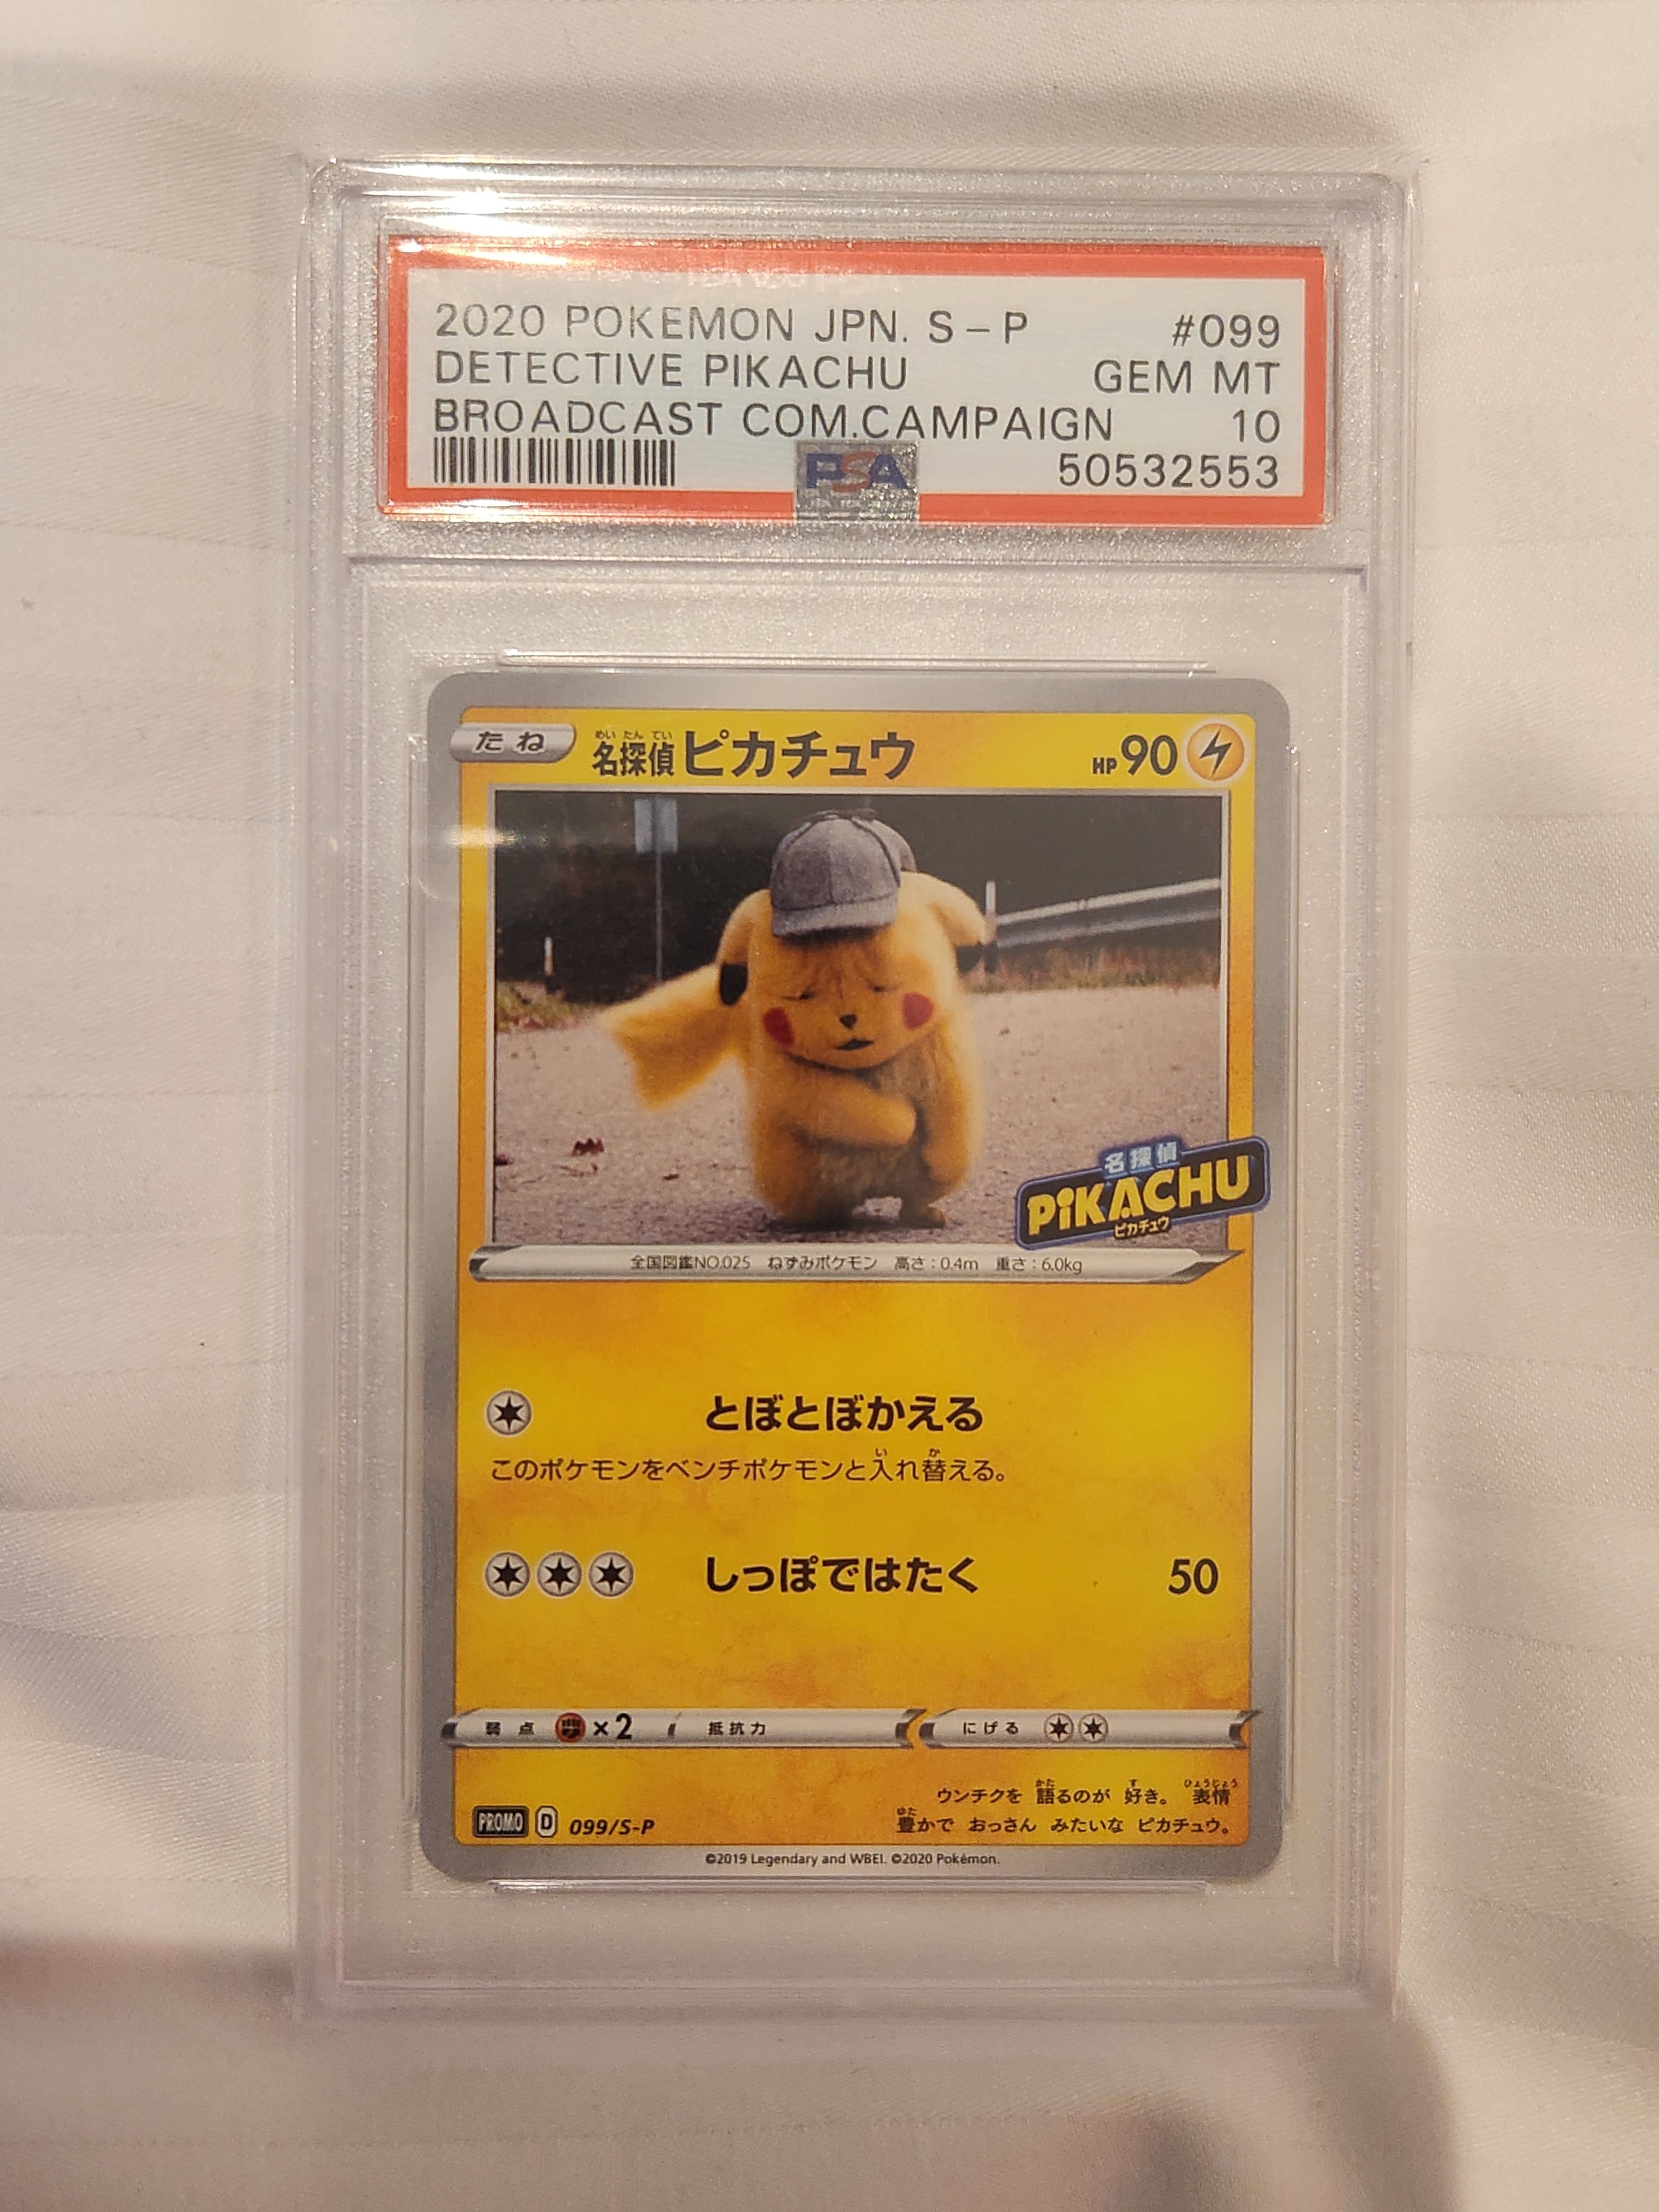 2020 POKEMON JPN. S-P #099
DETECTIVE PIKACHU GEM MT
BROADCAST COM.CAMPAIGN 10
PSA 50532553
たね 名探偵ピカチュウ HP90
めい たん てい
名探偵
PiKACHU
ピカチュウ
全国図鑑NO.025 ねずみポケモン 高さ:0.4m 重さ:6.0kg
とぼとぼかえる
い か
このポケモンをベンチポケモンと入れ替える。
しっぽではたく 50
弱点 ×2 抵抗力 にげる
かた す ひょうじょう
ウンチクを 語るのが 好き。 表情
ゆた
豊かで おっさん みたいな ピカチュウ。
PROMO D 099/S-P
©2019 Legendary and WBEI. ©2020 Pokémon.